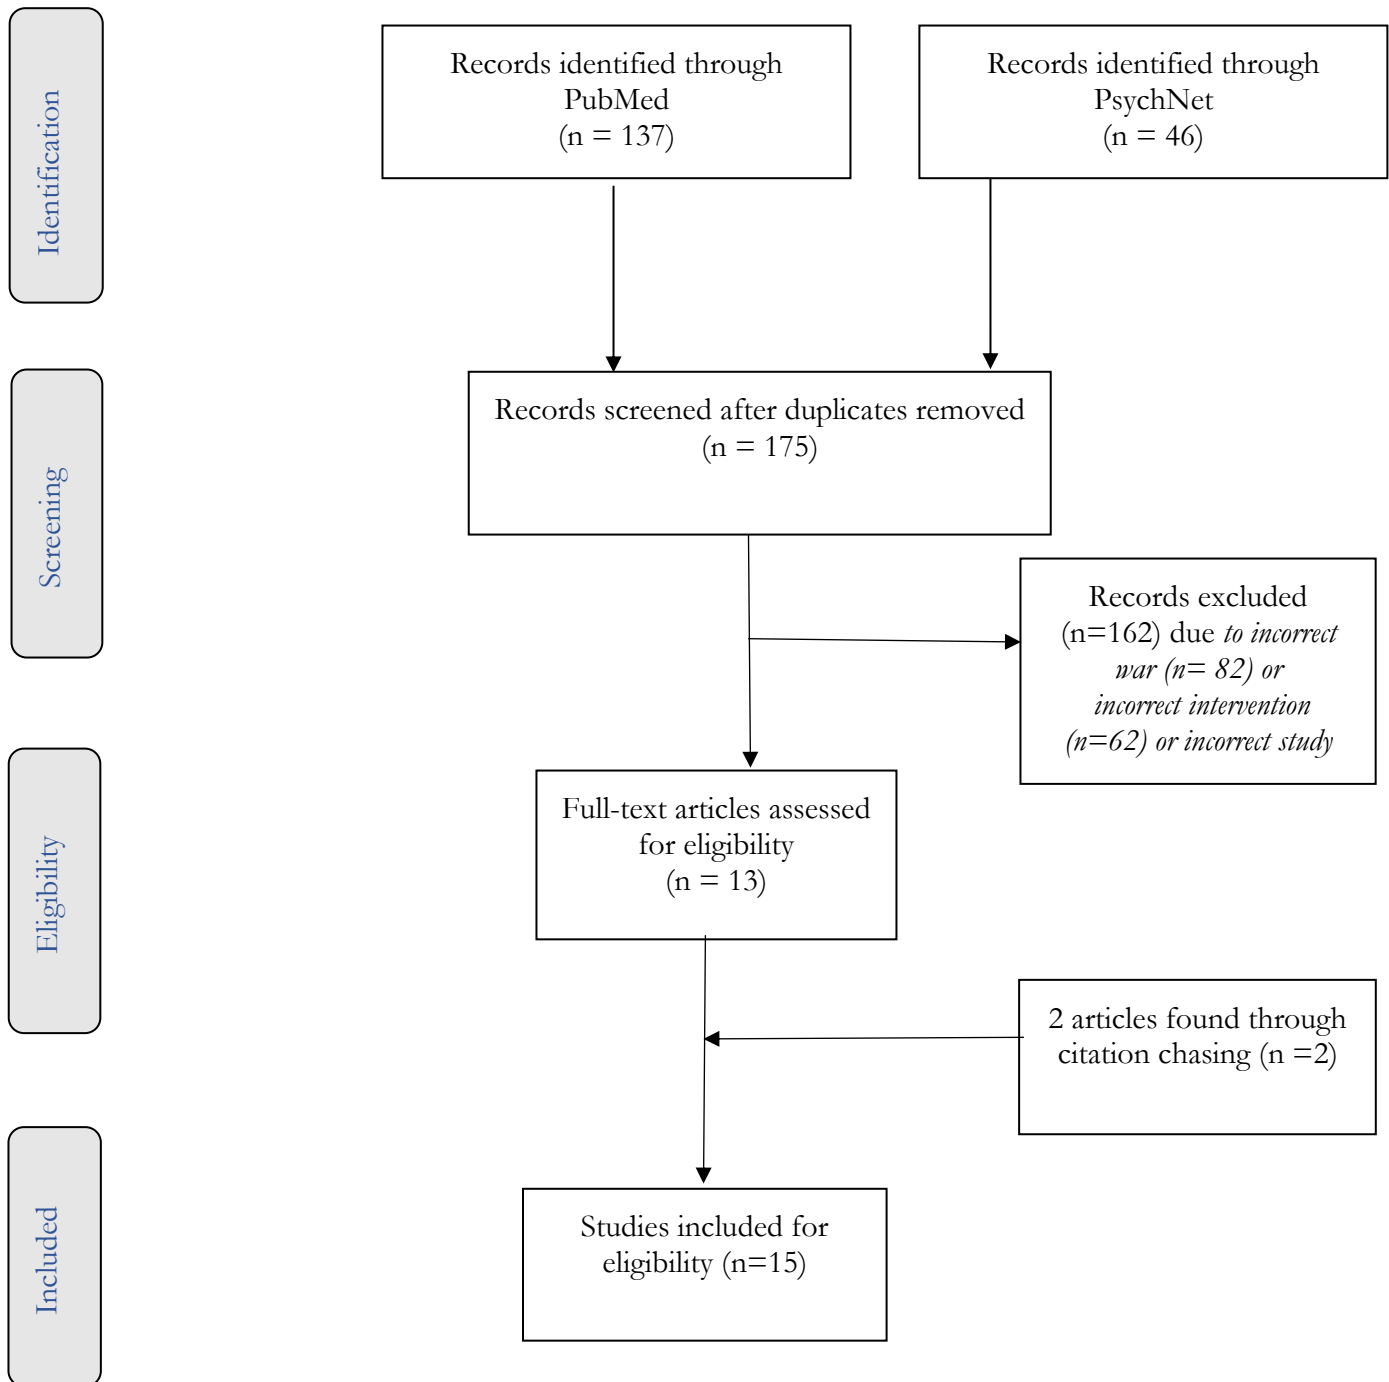 Identification
Records identified through
PubMed
(n = 137)
Records identified through
PsychNet
(n = 46)
Screening
Records screened after duplicates removed
(n = 175)
Records excluded
(n=162) due to incorrect
war (n= 82) or
incorrect intervention
(n=62) or incorrect study
Eligibility
Full-text articles assessed
for eligibility
(n = 13)
2 articles found through
citation chasing (n =2)
Included
Studies included for
eligibility (n=15)